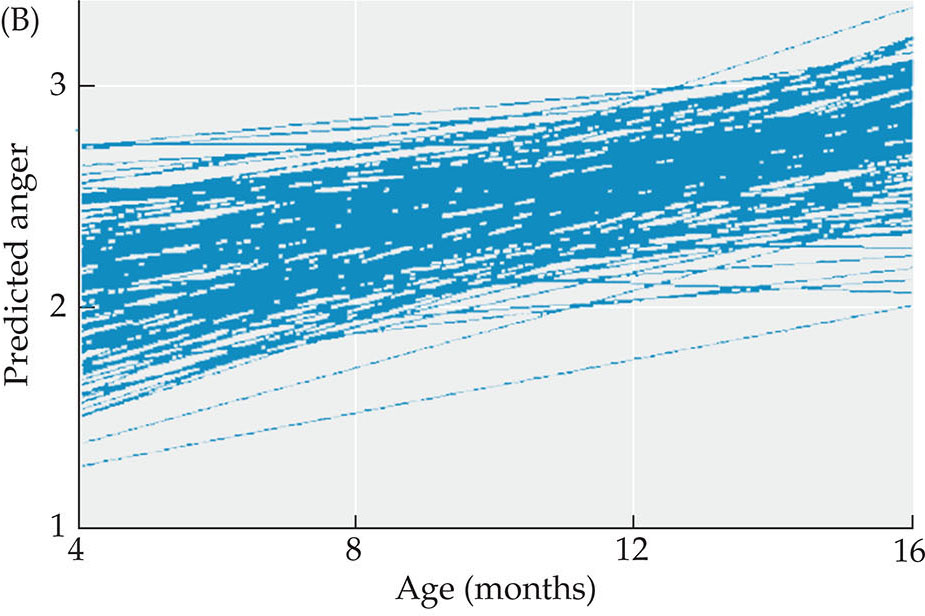 (B)
3
2
1
Predicted anger
4 8 12 16
Age (months)